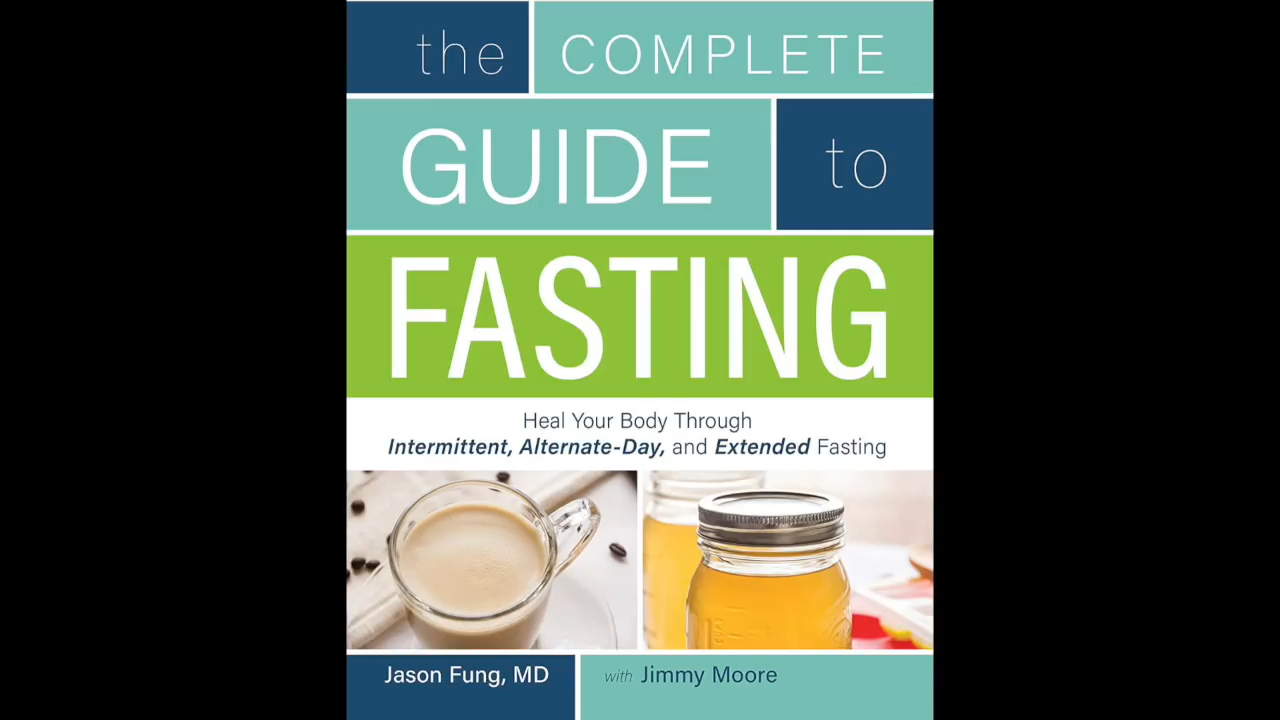 the COMPLETE
GUIDE to
FASTING
Heal Your Body Through
Intermittent, Alternate-Day, and Extended Fasting
Jason Fung, MD with Jimmy Moore